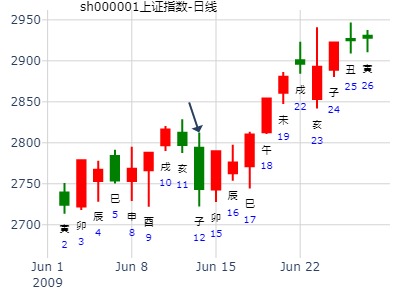 sh000001上证指数-日线
2950
2900
2850
2800
2750
2700
寅
2
卯
3
辰
4
巳
5
申
8
酉
9
戌
10
亥
11
子
12
卯
15
辰
16
巳
17
午
18
未
19
戌
22
亥
23
子
24
丑
25
寅
26
Jun 1
2009
Jun 8
Jun 15
Jun 22